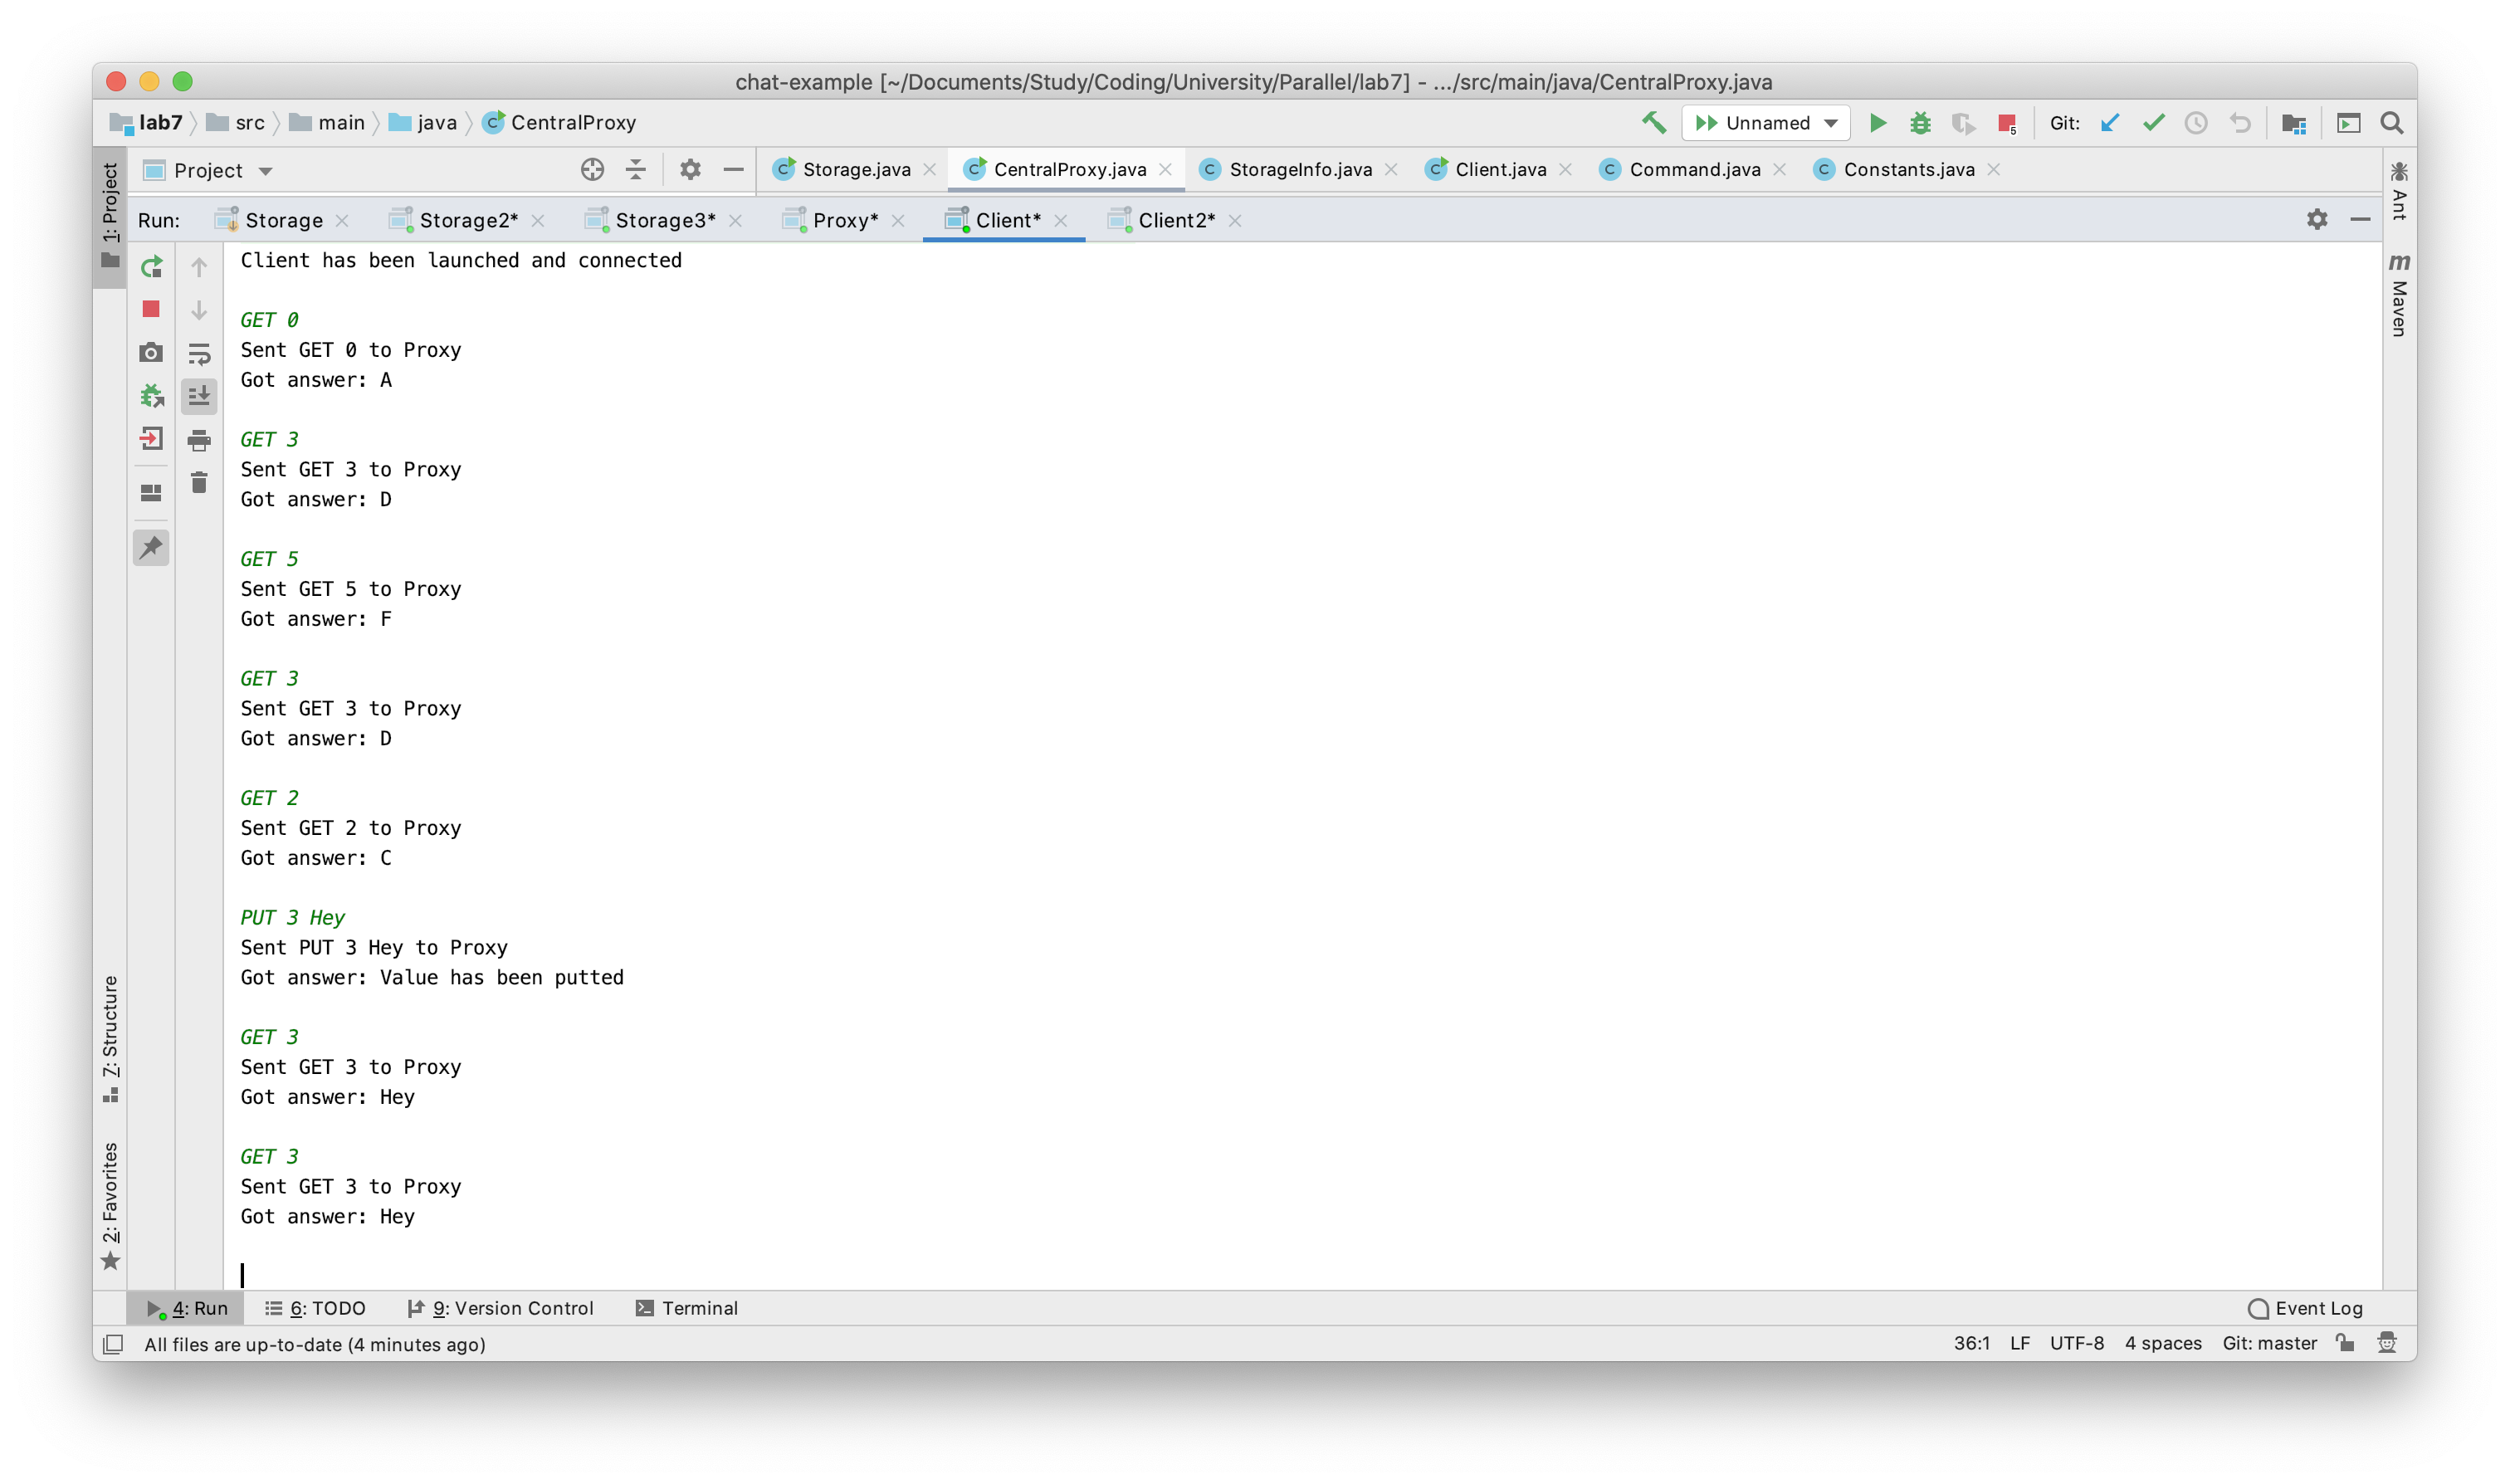 chat-example [~/Documents/Study/Coding/University/Parallel/lab7] - .../src/main/java/CentralProxy.java
lab7 src main java CentralProxy Unnamed 5 Git:
Project Storage.java CentralProxy.java StorageInfo.java Client.java Command.java Constants.java
Run: Storage Storage2* Storage3* Proxy* Client* Client2*
1: Project
7: Structure
2: Favorites
Ant
Maven
Client has been launched and connected
GET 0
Sent GET 0 to Proxy
Got answer: A
GET 3
Sent GET 3 to Proxy
Got answer: D
GET 5
Sent GET 5 to Proxy
Got answer: F
GET 3
Sent GET 3 to Proxy
Got answer: D
GET 2
Sent GET 2 to Proxy
Got answer: C
PUT 3 Hey
Sent PUT 3 Hey to Proxy
Got answer: Value has been putted
GET 3
Sent GET 3 to Proxy
Got answer: Hey
GET 3
Sent GET 3 to Proxy
Got answer: Hey
4: Run 6: TODO 9: Version Control Terminal Event Log
All files are up-to-date (4 minutes ago) 36:1 LF UTF-8 4 spaces Git: master